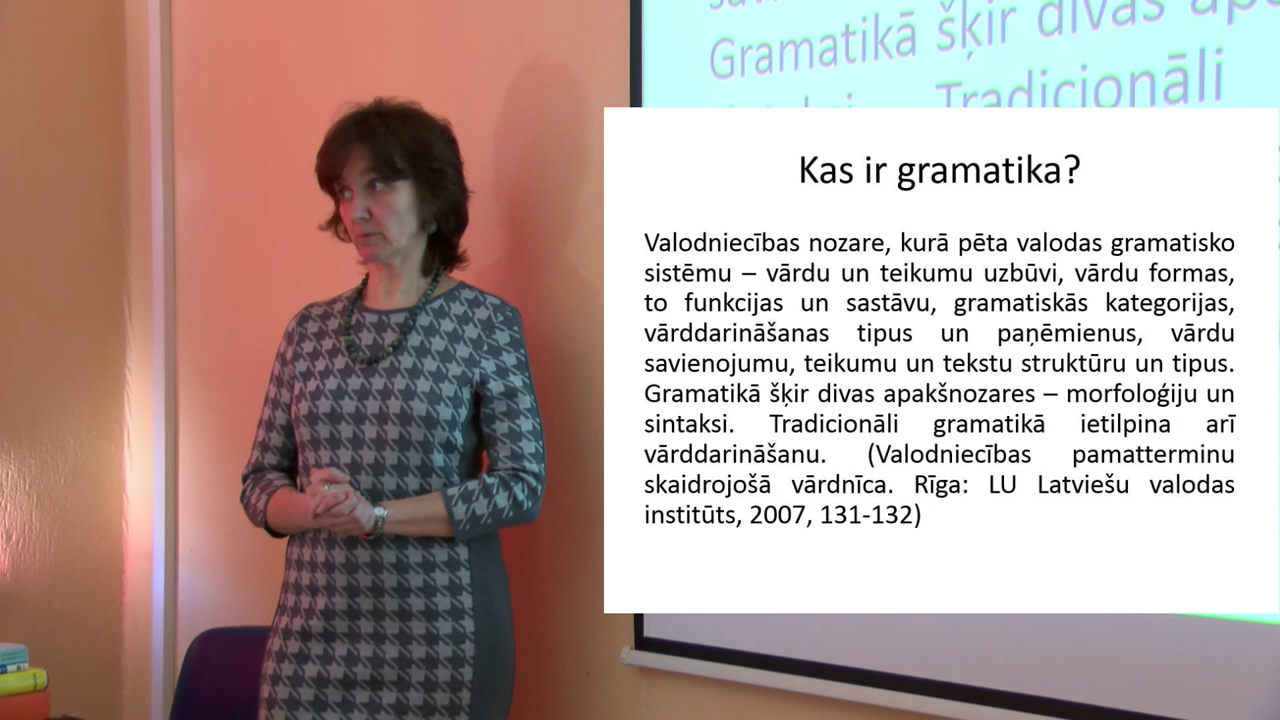 Gramatikā šķir divas
Tradicionāli
Kas ir gramatika?
Valodniecības nozare, kurā pēta valodas gramatisko
sistēmu – vārdu un teikumu uzbūvi, vārdu formas,
to funkcijas un sastāvu, gramatiskās kategorijas,
vārddarināšanas tipus un paņēmienus, vārdu
savienojumu, teikumu un tekstu struktūru un tipus.
Gramatikā šķir divas apakšnozares – morfoloģiju un
sintaksi. Tradicionāli gramatikā ietilpina arī
vārddarināšanu. (Valodniecības pamatterminu
skaidrojošā vārdnīca. Rīga: LU Latviešu valodas
institūts, 2007, 131-132)